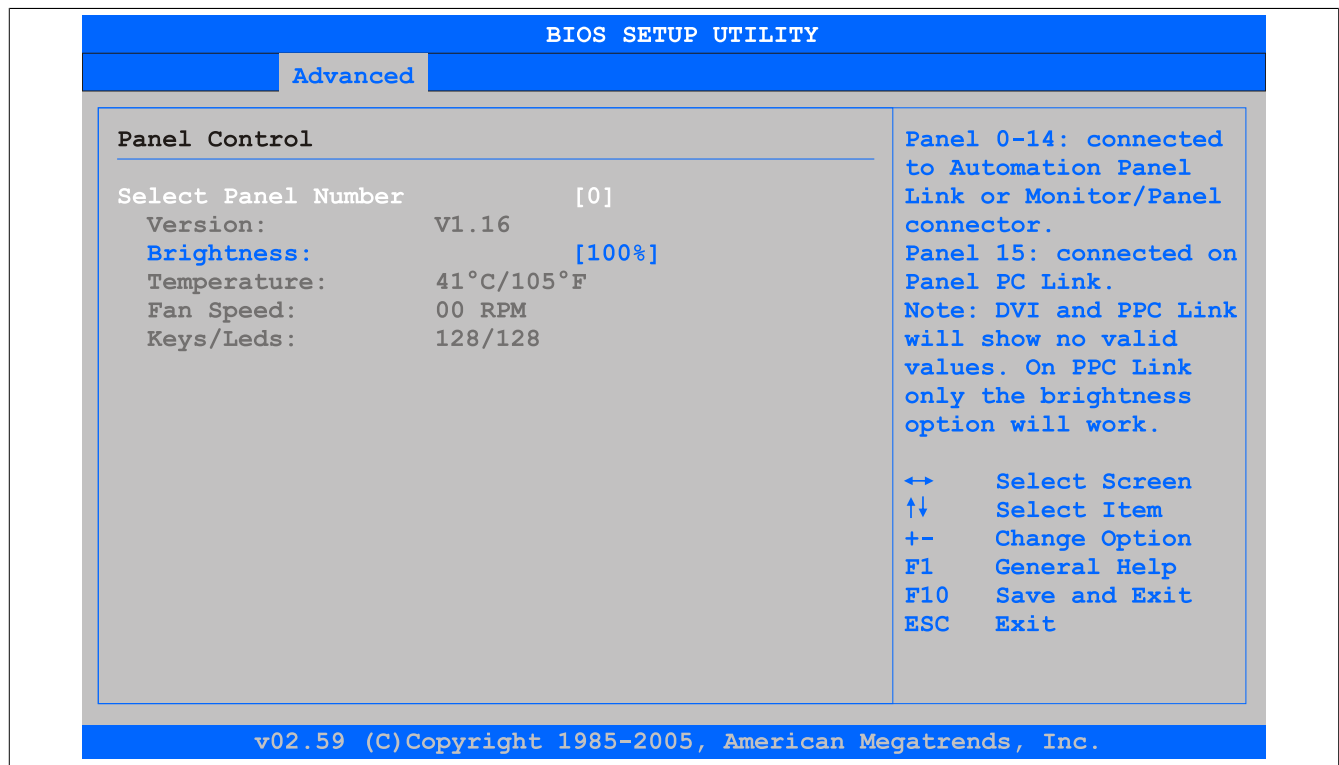 BIOS SETUP UTILITY
Advanced
Panel Control
Select Panel Number [0]
Version: V1.16
Brightness: [100%]
Temperature: 41°C/105°F
Fan Speed: 00 RPM
Keys/Leds: 128/128
Panel 0-14: connected
to Automation Panel
Link or Monitor/Panel
connector.
Panel 15: connected on
Panel PC Link.
Note: DVI and PPC Link
will show no valid
values. On PPC Link
only the brightness
option will work.
↔ Select Screen
↑↓ Select Item
+- Change Option
F1 General Help
F10 Save and Exit
ESC Exit
v02.59 (C)Copyright 1985-2005, American Megatrends, Inc.